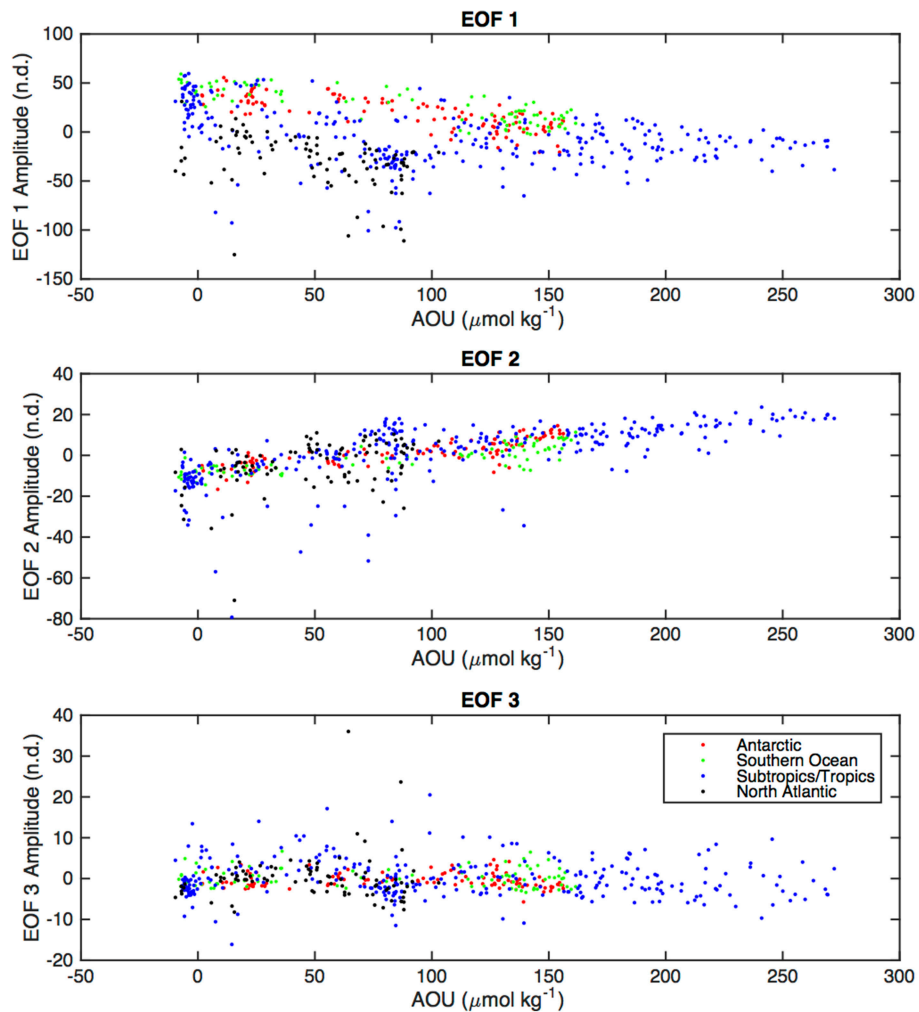 EOF 1
100
50
0
-50
-100
-150
EOF 1 Amplitude (n.d.)
-50 0 50 100 150 200 250 300
AOU (μmol kg-1)
EOF 2
40
20
0
-20
-40
-60
-80
EOF 2 Amplitude (n.d.)
-50 0 50 100 150 200 250 300
AOU (μmol kg-1)
EOF 3
40
30
20
10
0
-10
-20
EOF 3 Amplitude (n.d.)
Antarctic
Southern Ocean
Subtropics/Tropics
North Atlantic
-50 0 50 100 150 200 250 300
AOU (μmol kg-1)